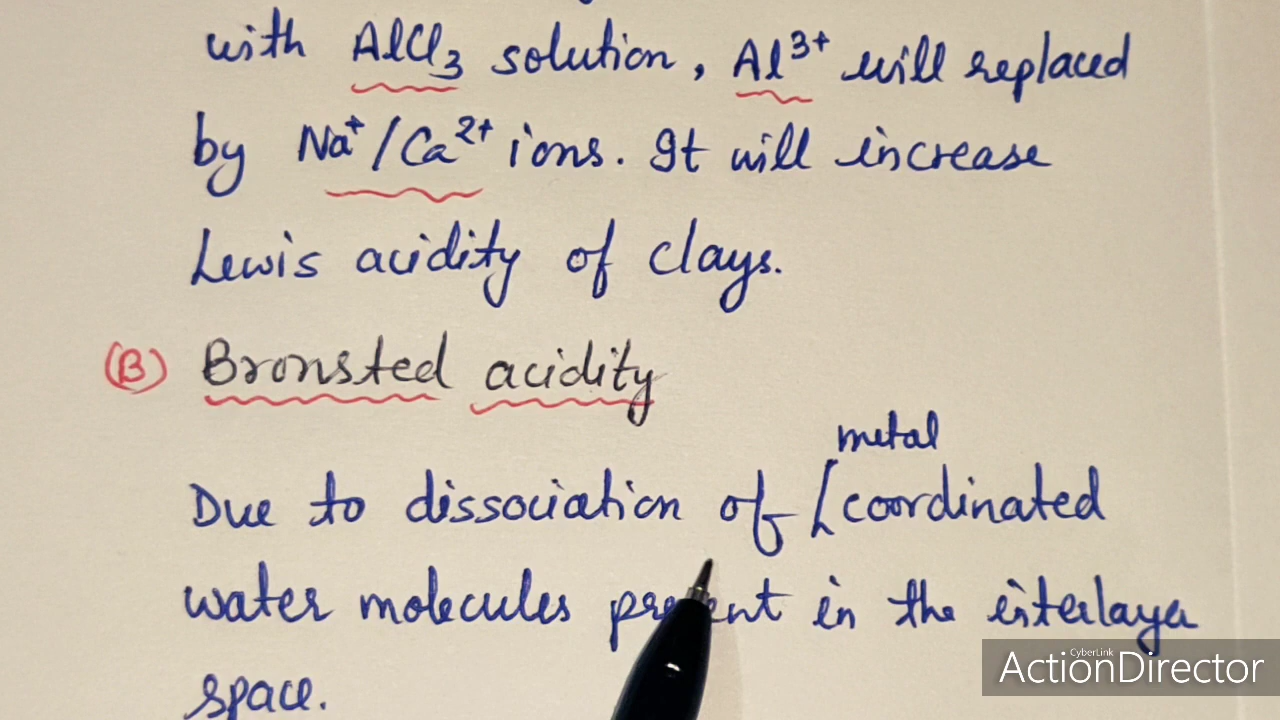 with AlCl3 solution, Al³⁺ will replaced
by Na⁺/Ca²⁺ ions. It will increase
Lewis acidity of clays.
(B) Bronsted acidity
metal
Due to dissociation of [coordinated
water molecules present in the interlayer
space.
CyberLink
ActionDirector